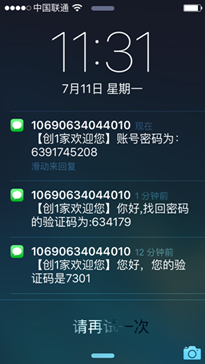 中国联通
11:31
7月11日 星期一
10690634044010 现在
【创1家欢迎您】账号密码为：
6391745208
滑动来回复
10690634044010 1 分钟前
【创1家欢迎您】你好,找回密码
的验证码为:634179
10690634044010 12 分钟前
【创1家欢迎您】您好，您的验
证码是7301
请再试一次